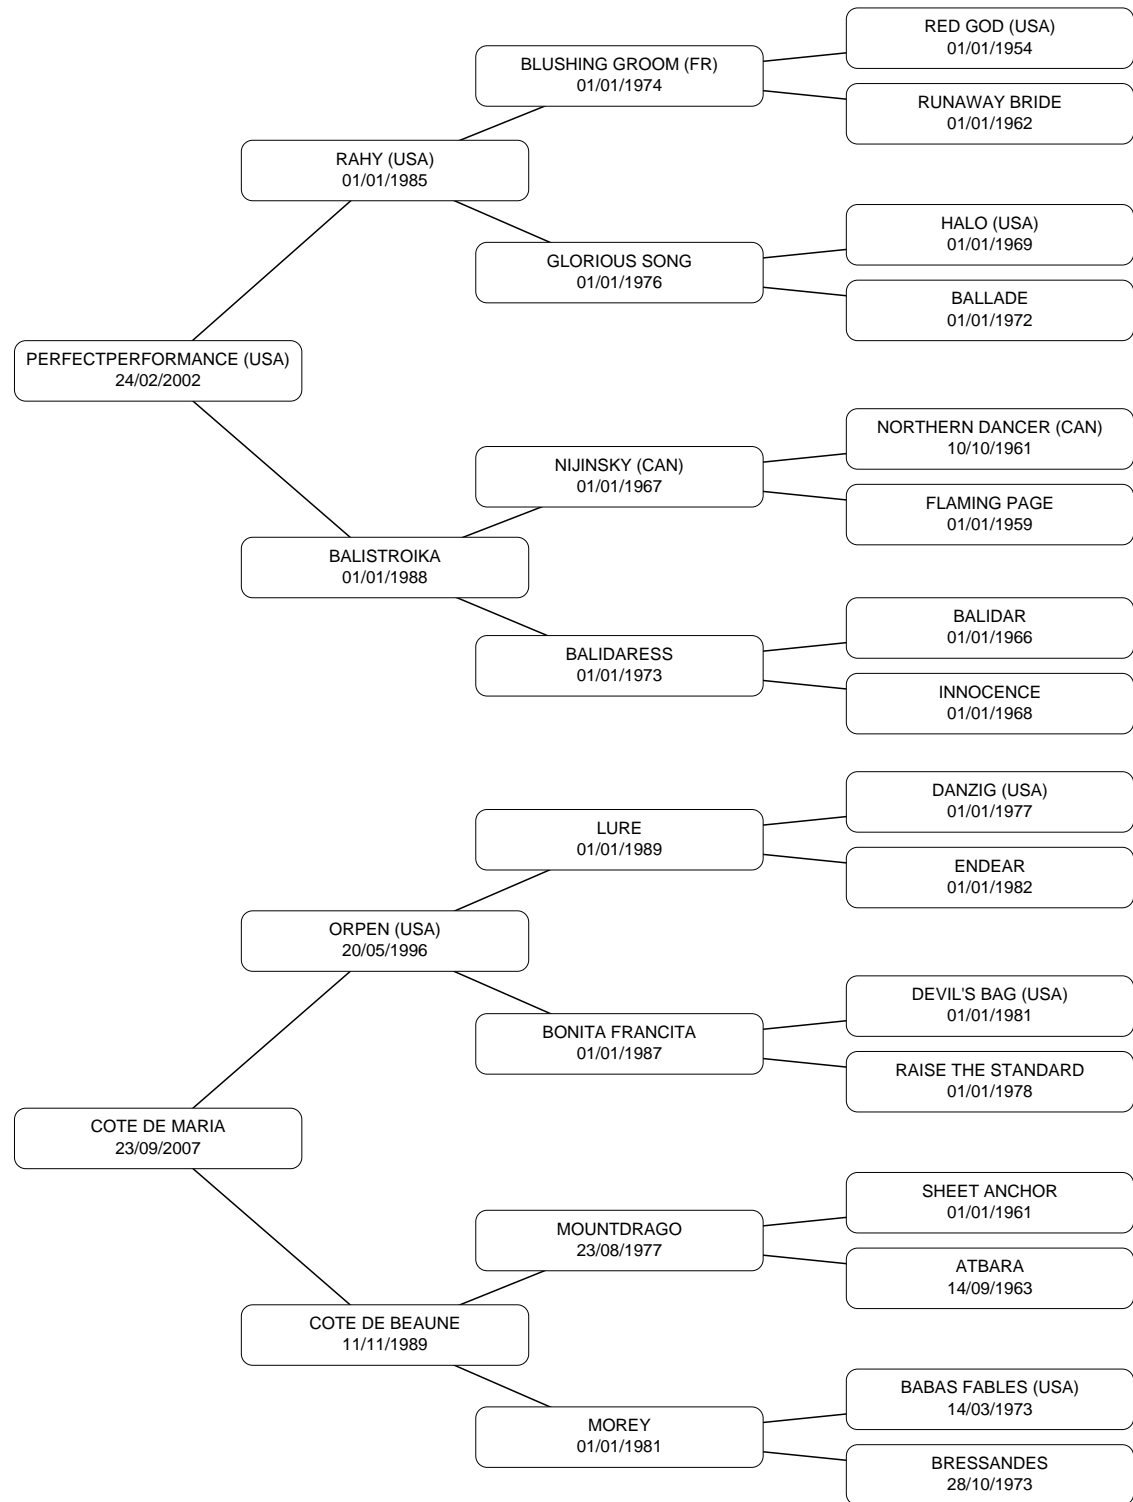 RED GOD (USA)
01/01/1954
BLUSHING GROOM (FR)
01/01/1974
RUNAWAY BRIDE
01/01/1962
RAHY (USA)
01/01/1985
HALO (USA)
01/01/1969
GLORIOUS SONG
01/01/1976
BALLADE
01/01/1972
PERFECTPERFORMANCE (USA)
24/02/2002
NORTHERN DANCER (CAN)
10/10/1961
NIJINSKY (CAN)
01/01/1967
FLAMING PAGE
01/01/1959
BALISTROIKA
01/01/1988
BALIDAR
01/01/1966
BALIDARESS
01/01/1973
INNOCENCE
01/01/1968
DANZIG (USA)
01/01/1977
LURE
01/01/1989
ENDEAR
01/01/1982
ORPEN (USA)
20/05/1996
DEVIL'S BAG (USA)
01/01/1981
BONITA FRANCITA
01/01/1987
RAISE THE STANDARD
01/01/1978
COTE DE MARIA
23/09/2007
SHEET ANCHOR
01/01/1961
MOUNTDRAGO
23/08/1977
ATBARA
14/09/1963
COTE DE BEAUNE
11/11/1989
BABAS FABLES (USA)
14/03/1973
MOREY
01/01/1981
BRESSANDES
28/10/1973